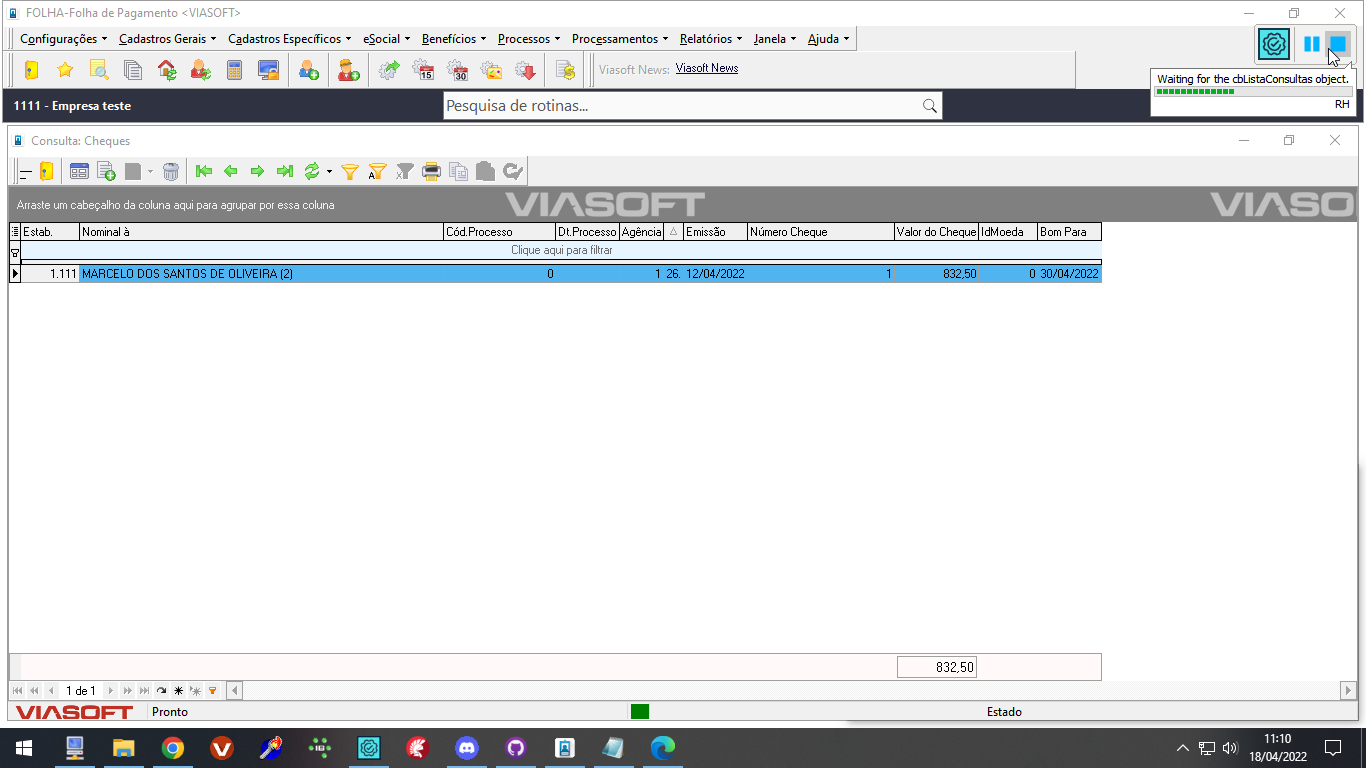 FOLHA-Folha de Pagamento <VIASOFT>
Configurações Cadastros Gerais Cadastros Específicos eSocial Benefícios Processos Processamentos Relatórios Janela Ajuda
15 30 Viasoft News: Viasoft News
Waiting for the cbListaConsultas object.
RH
1111 - Empresa teste Pesquisa de rotinas...
Consulta: Cheques
Arraste um cabeçalho da coluna aqui para agrupar por essa coluna VIASOFT VIASO
Estab. Nominal à Cód.Processo Dt.Processo Agência Emissão Número Cheque Valor do Cheque IdMoeda Bom Para
Clique aqui para filtrar
1.111 MARCELO DOS SANTOS DE OLIVEIRA (2) 0 1 26. 12/04/2022 1 832,50 0 30/04/2022
832,50
1 de 1
VIASOFT Pronto Estado
11:10
18/04/2022